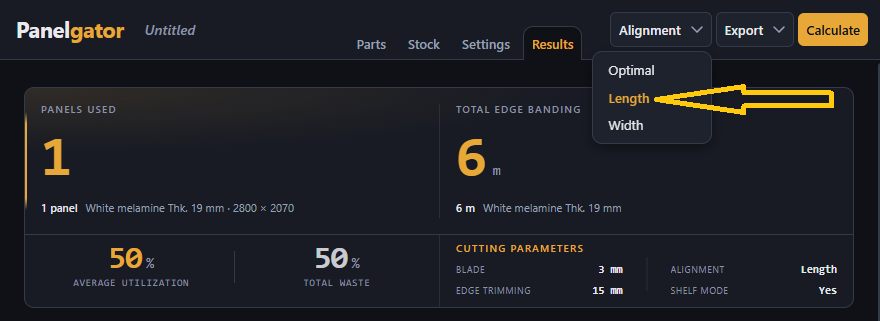 Panelgator Untitled
Parts Stock Settings Results
Alignment Export Calculate
Optimal
Length
Width
PANELS USED
1
1 panel White melamine Thk. 19 mm · 2800 × 2070
TOTAL EDGE BANDING
6 m
6 m White melamine Thk. 19 mm
50 %
AVERAGE UTILIZATION
50 %
TOTAL WASTE
CUTTING PARAMETERS
BLADE 3 mm
EDGE TRIMMING 15 mm
ALIGNMENT Length
SHELF MODE Yes